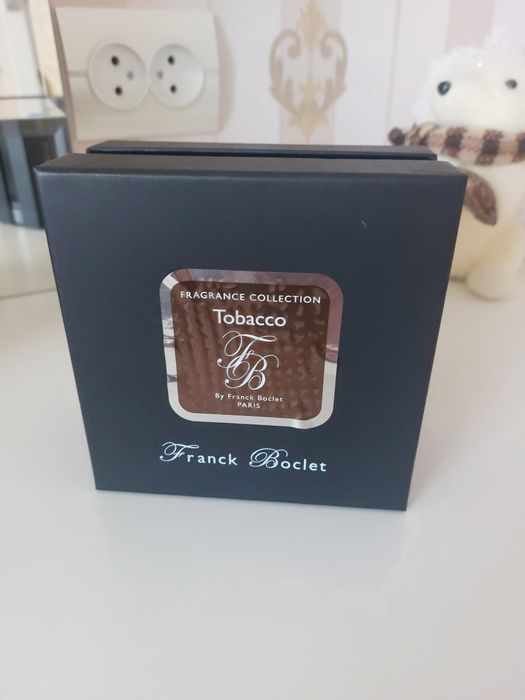 FRAGRANCE COLLECTION
Tobacco
FB
By Franck Boclet
PARIS
Franck Boclet